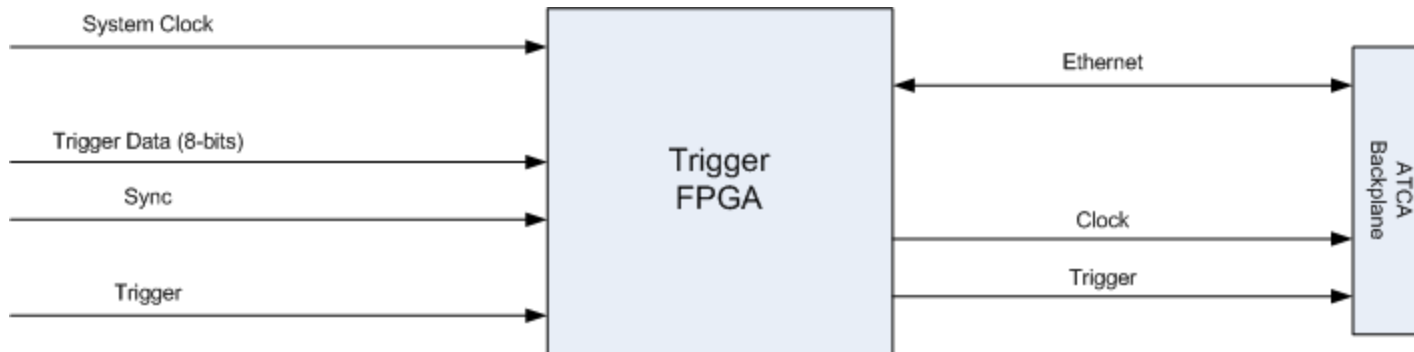 System Clock
Trigger Data (8-bits)
Sync
Trigger
Trigger
FPGA
Ethernet
Clock
Trigger
ATCA
Backplane